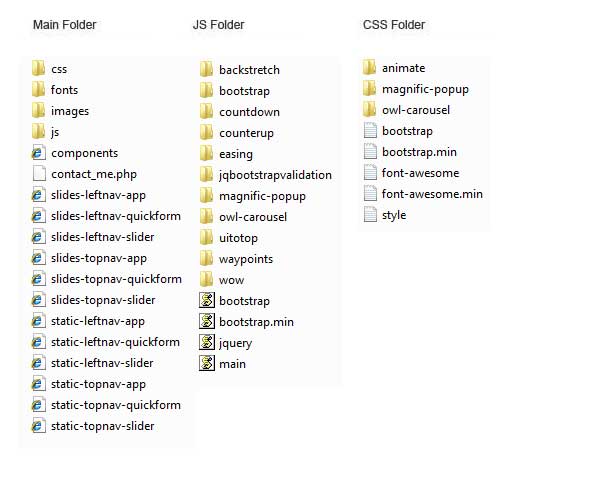 Main Folder
css
fonts
images
js
components
contact_me.php
slides-leftnav-app
slides-leftnav-quickform
slides-leftnav-slider
slides-topnav-app
slides-topnav-quickform
slides-topnav-slider
static-leftnav-app
static-leftnav-quickform
static-leftnav-slider
static-topnav-app
static-topnav-quickform
static-topnav-slider
JS Folder
backstretch
bootstrap
countdown
counterup
easing
jqbootstrapvalidation
magnific-popup
owl-carousel
uitotop
waypoints
wow
bootstrap
bootstrap.min
jquery
main
CSS Folder
animate
magnific-popup
owl-carousel
bootstrap
bootstrap.min
font-awesome
font-awesome.min
style